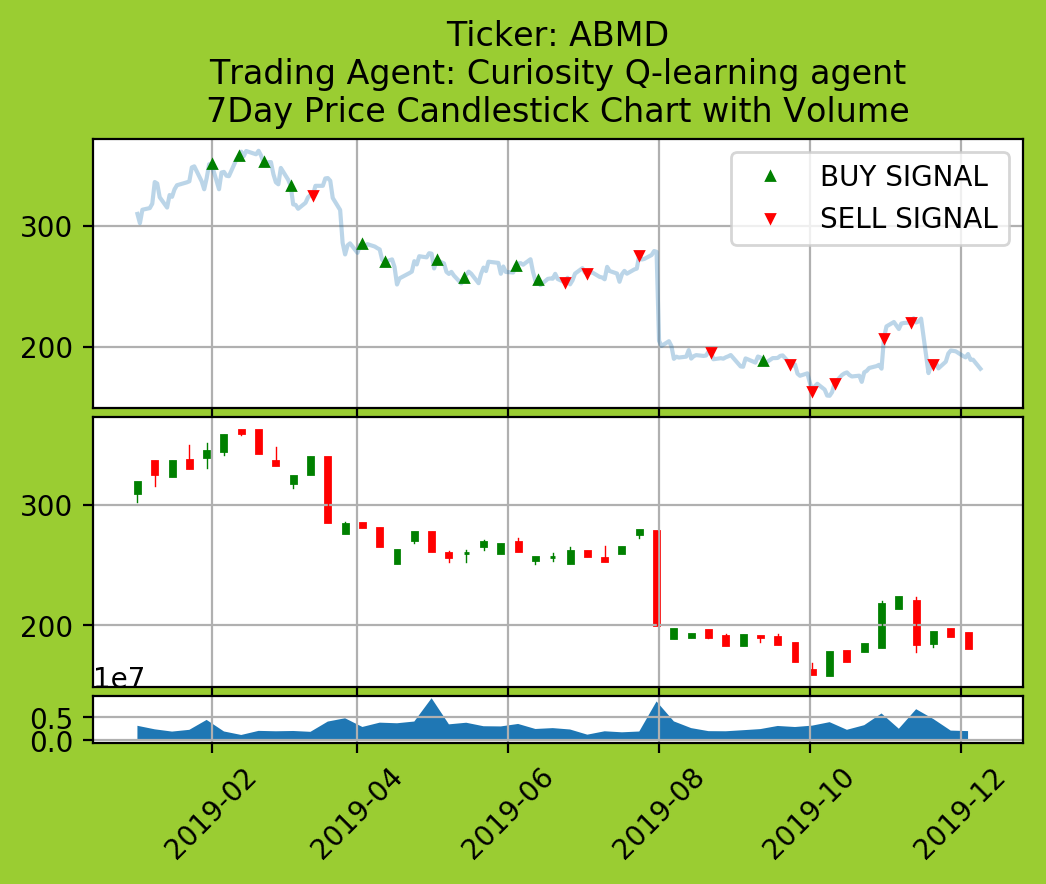 Ticker: ABMD
Trading Agent: Curiosity Q-learning agent
7Day Price Candlestick Chart with Volume
BUY SIGNAL
SELL SIGNAL
300
200
300
200
1e7
0.5
0.0
2019-02
2019-04
2019-06
2019-08
2019-10
2019-12